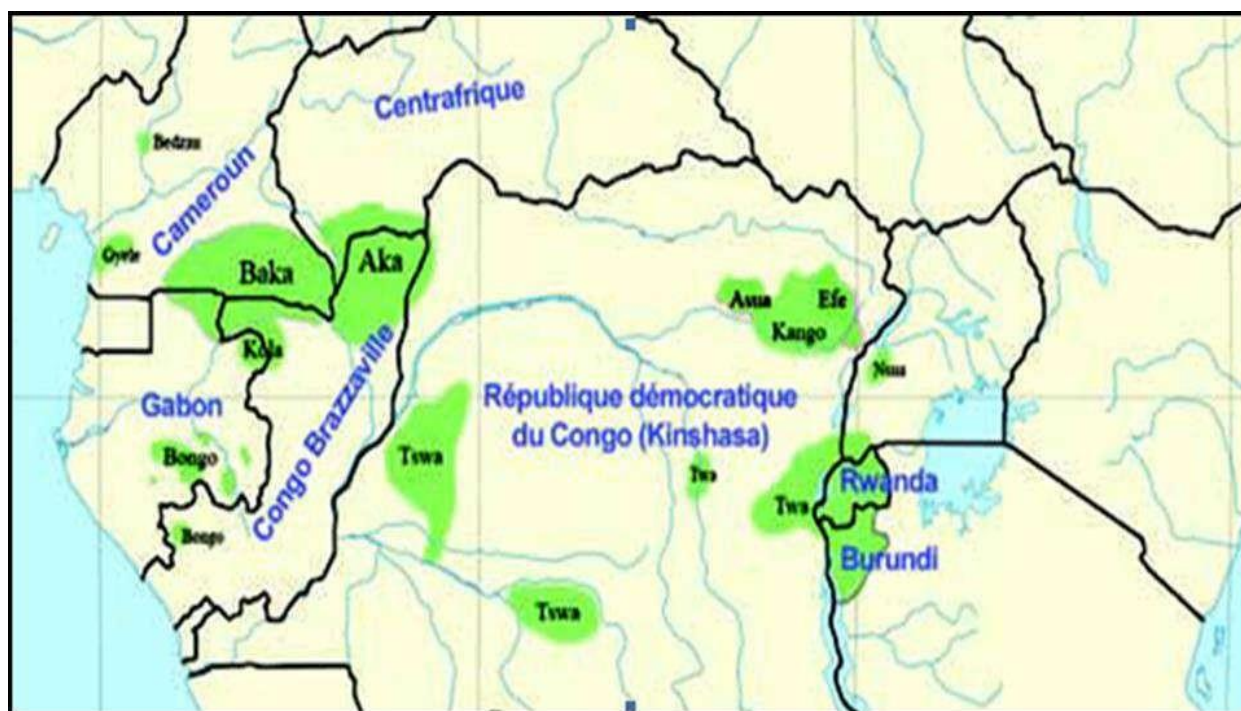 Centrafrique
Bedzan
Cameroun
Gyele
Baka
Aka
Kola
Asua
Efe
Kango
Gabon
Congo Brazzaville
République démocratique
du Congo (Kinshasa)
Bongo
Tswa
Twa
Twa
Rwanda
Bongo
Burundi
Tswa